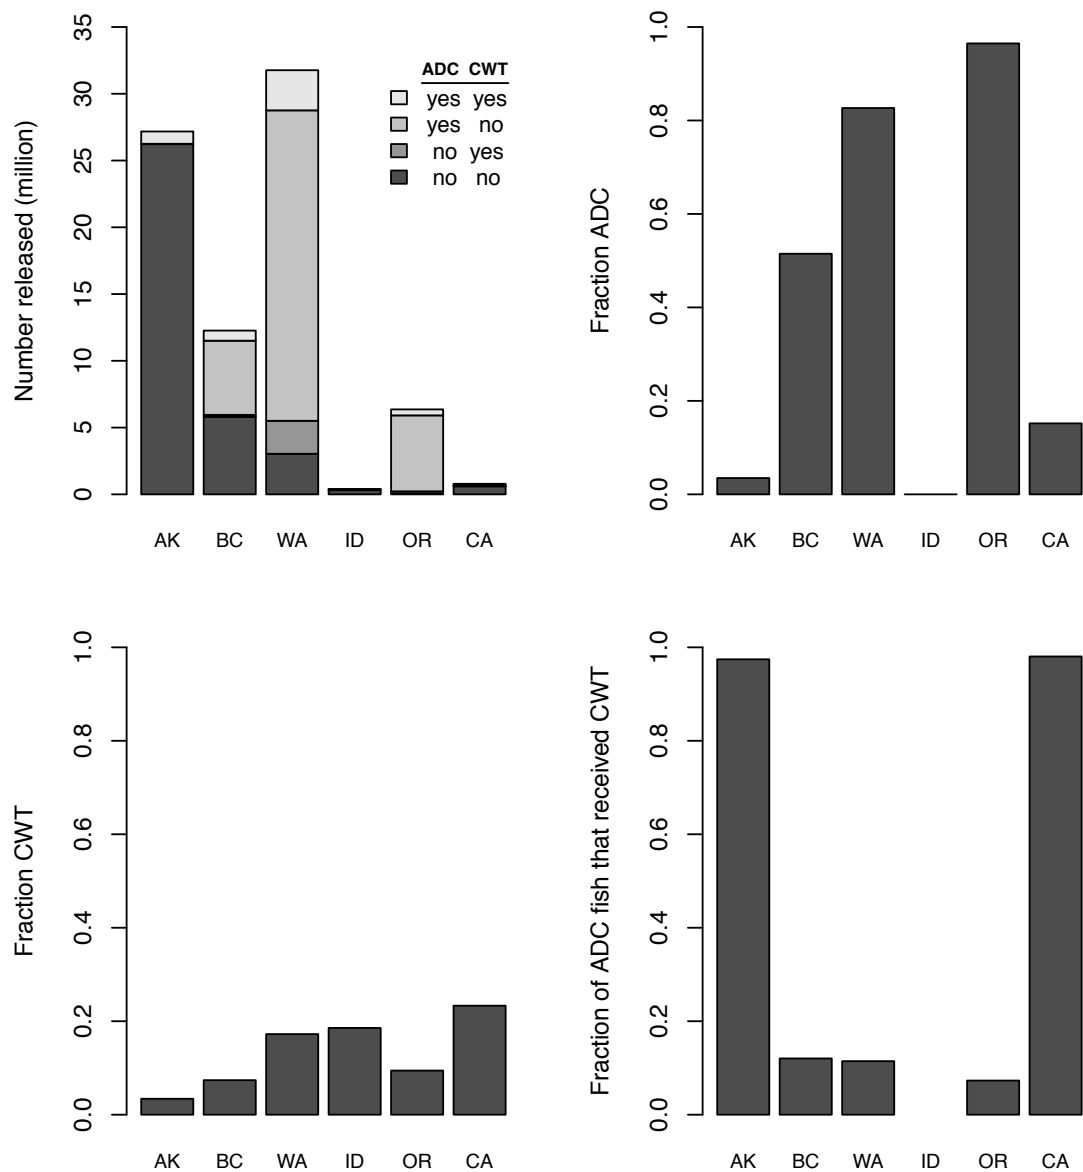 Number released (million)
0 5 10 15 20 25 30 35
ADC CWT
yes yes
yes no
no yes
no no
AK BC WA ID OR CA
Fraction ADC
0.0 0.2 0.4 0.6 0.8 1.0
AK BC WA ID OR CA
Fraction CWT
0.0 0.2 0.4 0.6 0.8 1.0
AK BC WA ID OR CA
Fraction of ADC fish that received CWT
0.0 0.2 0.4 0.6 0.8 1.0
AK BC WA ID OR CA